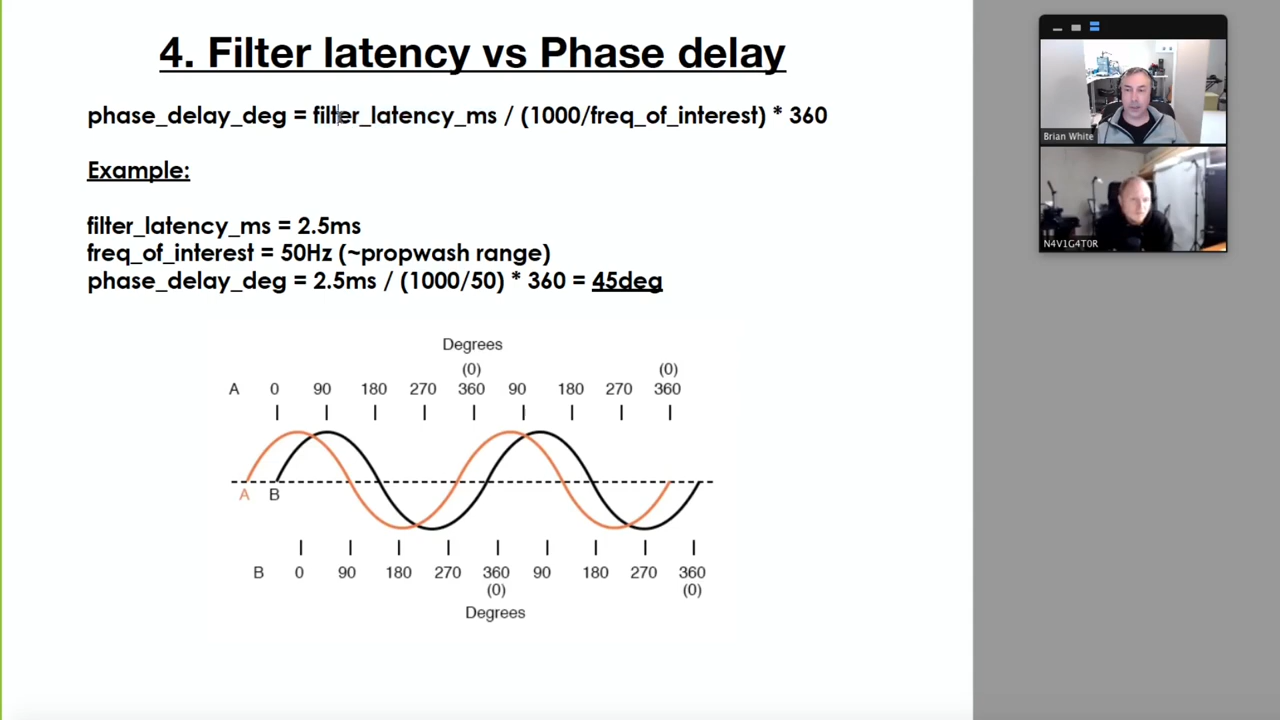 4. Filter latency vs Phase delay
phase_delay_deg = filter_latency_ms / (1000/freq_of_interest) * 360
Example:
filter_latency_ms = 2.5ms
freq_of_interest = 50Hz (~propwash range)
phase_delay_deg = 2.5ms / (1000/50) * 360 = 45deg
Degrees
(0) (0)
A 0 90 180 270 360 90 180 270 360
A B
B 0 90 180 270 360 90 180 270 360
(0) (0)
Degrees
Brian White
N4V1G4T0R